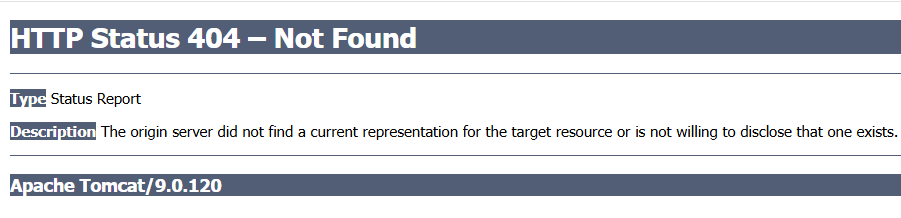 HTTP Status 404 – Not Found
Type Status Report
Description The origin server did not find a current representation for the target resource or is not willing to disclose that one exists.
Apache Tomcat/9.0.120